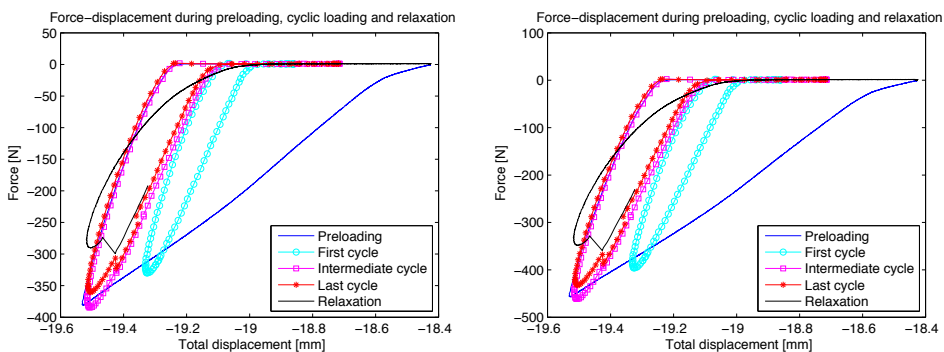 Force−displacement during preloading, cyclic loading and relaxation
50
0
−50
−100
−150
−200
−250
−300
−350
−400
Force [N]
−19.6
−19.4
−19.2
−19
−18.8
−18.6
−18.4
Total displacement [mm]
Preloading
First cycle
Intermediate cycle
Last cycle
Relaxation
Force−displacement during preloading, cyclic loading and relaxation
100
0
−100
−200
−300
−400
−500
Force [N]
−19.6
−19.4
−19.2
−19
−18.8
−18.6
−18.4
Total displacement [mm]
Preloading
First cycle
Intermediate cycle
Last cycle
Relaxation